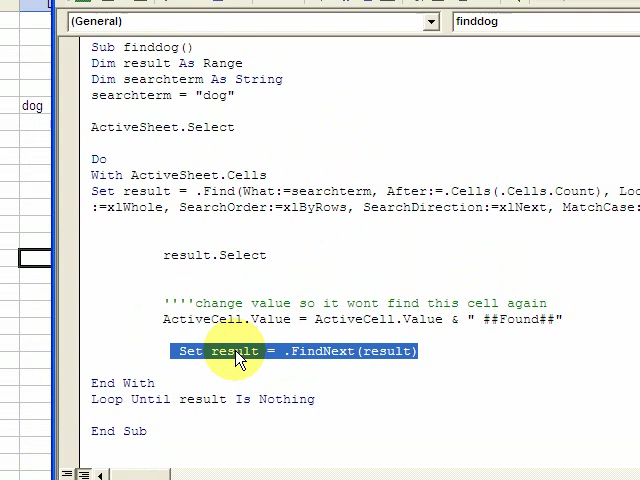 (General)
finddog
Sub finddog()
Dim result As Range
Dim searchterm As String
searchterm = "dog"
dog
ActiveSheet.Select
Do
With ActiveSheet.Cells
Set result = .Find(What:=searchterm, After:=.Cells(.Cells.Count), Loo
:=xlWhole, SearchOrder:=xlByRows, SearchDirection:=xlNext, MatchCase:
result.Select
''''change value so it wont find this cell again
ActiveCell.Value = ActiveCell.Value & " ##Found##"
Set result = .FindNext(result)
End With
Loop Until result Is Nothing
End Sub